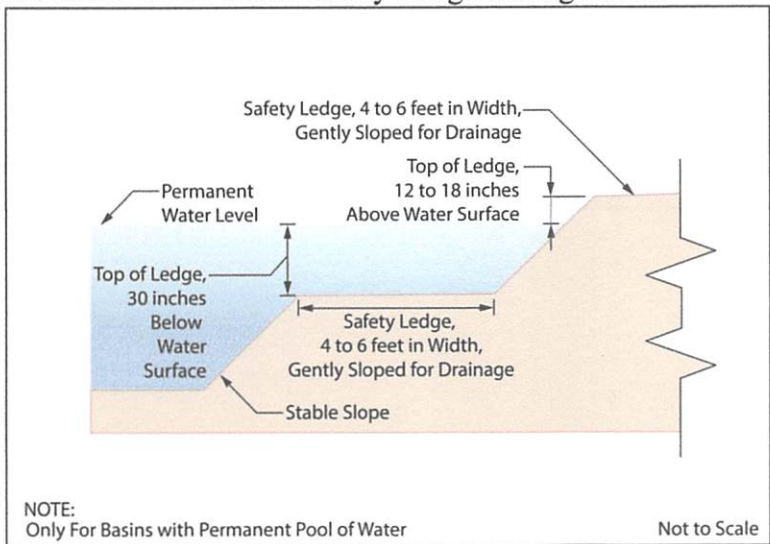 Safety Ledge, 4 to 6 feet in Width,
Gently Sloped for Drainage
Top of Ledge,
12 to 18 inches
Above Water Surface
Permanent
Water Level
Top of Ledge,
30 inches
Below
Water
Surface
Safety Ledge,
4 to 6 feet in Width,
Gently Sloped for Drainage
Stable Slope
NOTE:
Only For Basins with Permanent Pool of Water
Not to Scale